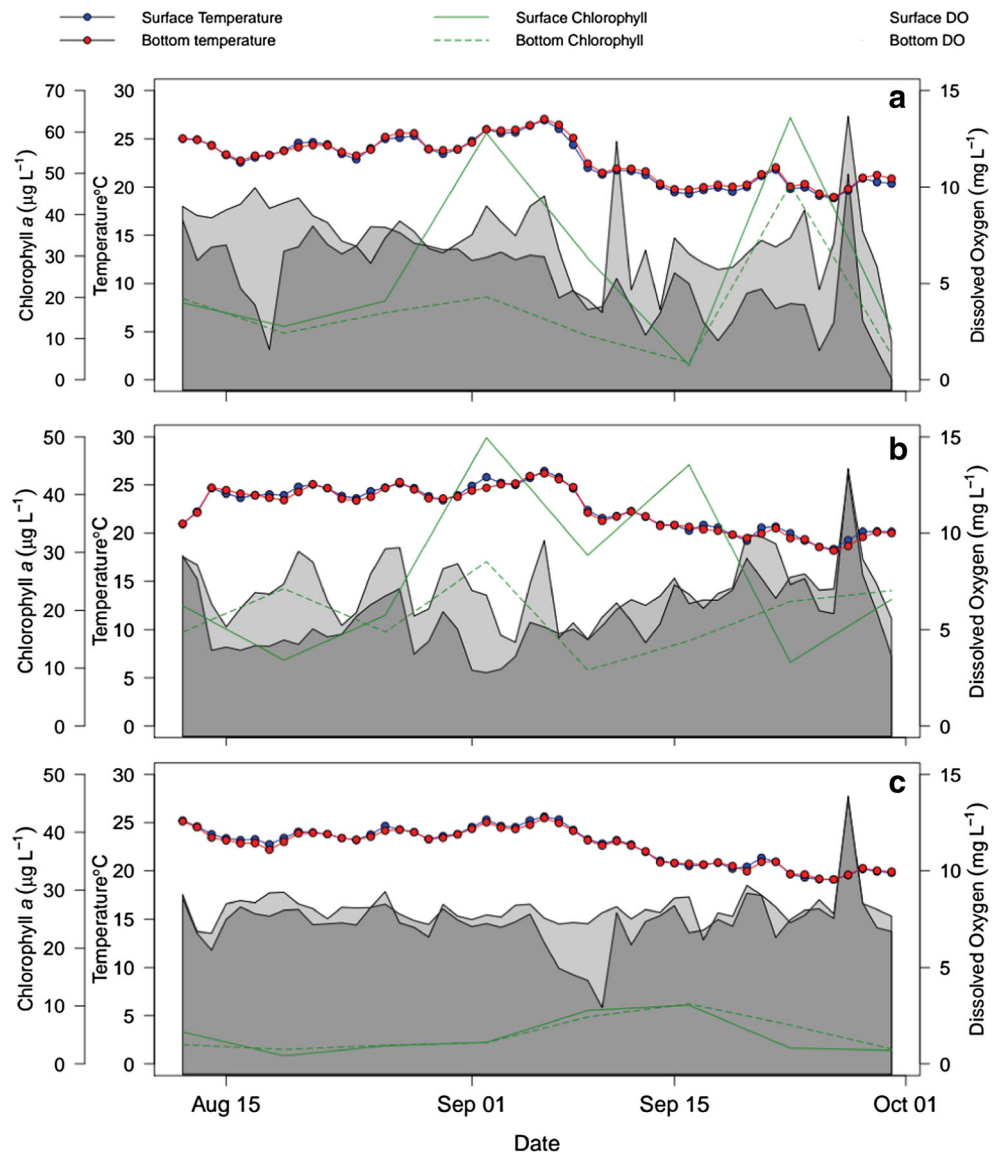 Surface Temperature
Bottom temperature
Surface Chlorophyll
Bottom Chlorophyll
Surface DO
Bottom DO
a
Chlorophyll a (µg L⁻¹)
70
60
50
40
30
20
10
0
Temperature°C
30
25
20
15
10
5
0
15
10
5
0
Dissolved Oxygen (mg L⁻¹)
b
Chlorophyll a (µg L⁻¹)
50
40
30
20
10
0
Temperature°C
30
25
20
15
10
5
0
15
10
5
0
Dissolved Oxygen (mg L⁻¹)
c
Chlorophyll a (µg L⁻¹)
50
40
30
20
10
0
Temperature°C
30
25
20
15
10
5
0
15
10
5
0
Dissolved Oxygen (mg L⁻¹)
Aug 15
Sep 01
Sep 15
Oct 01
Date